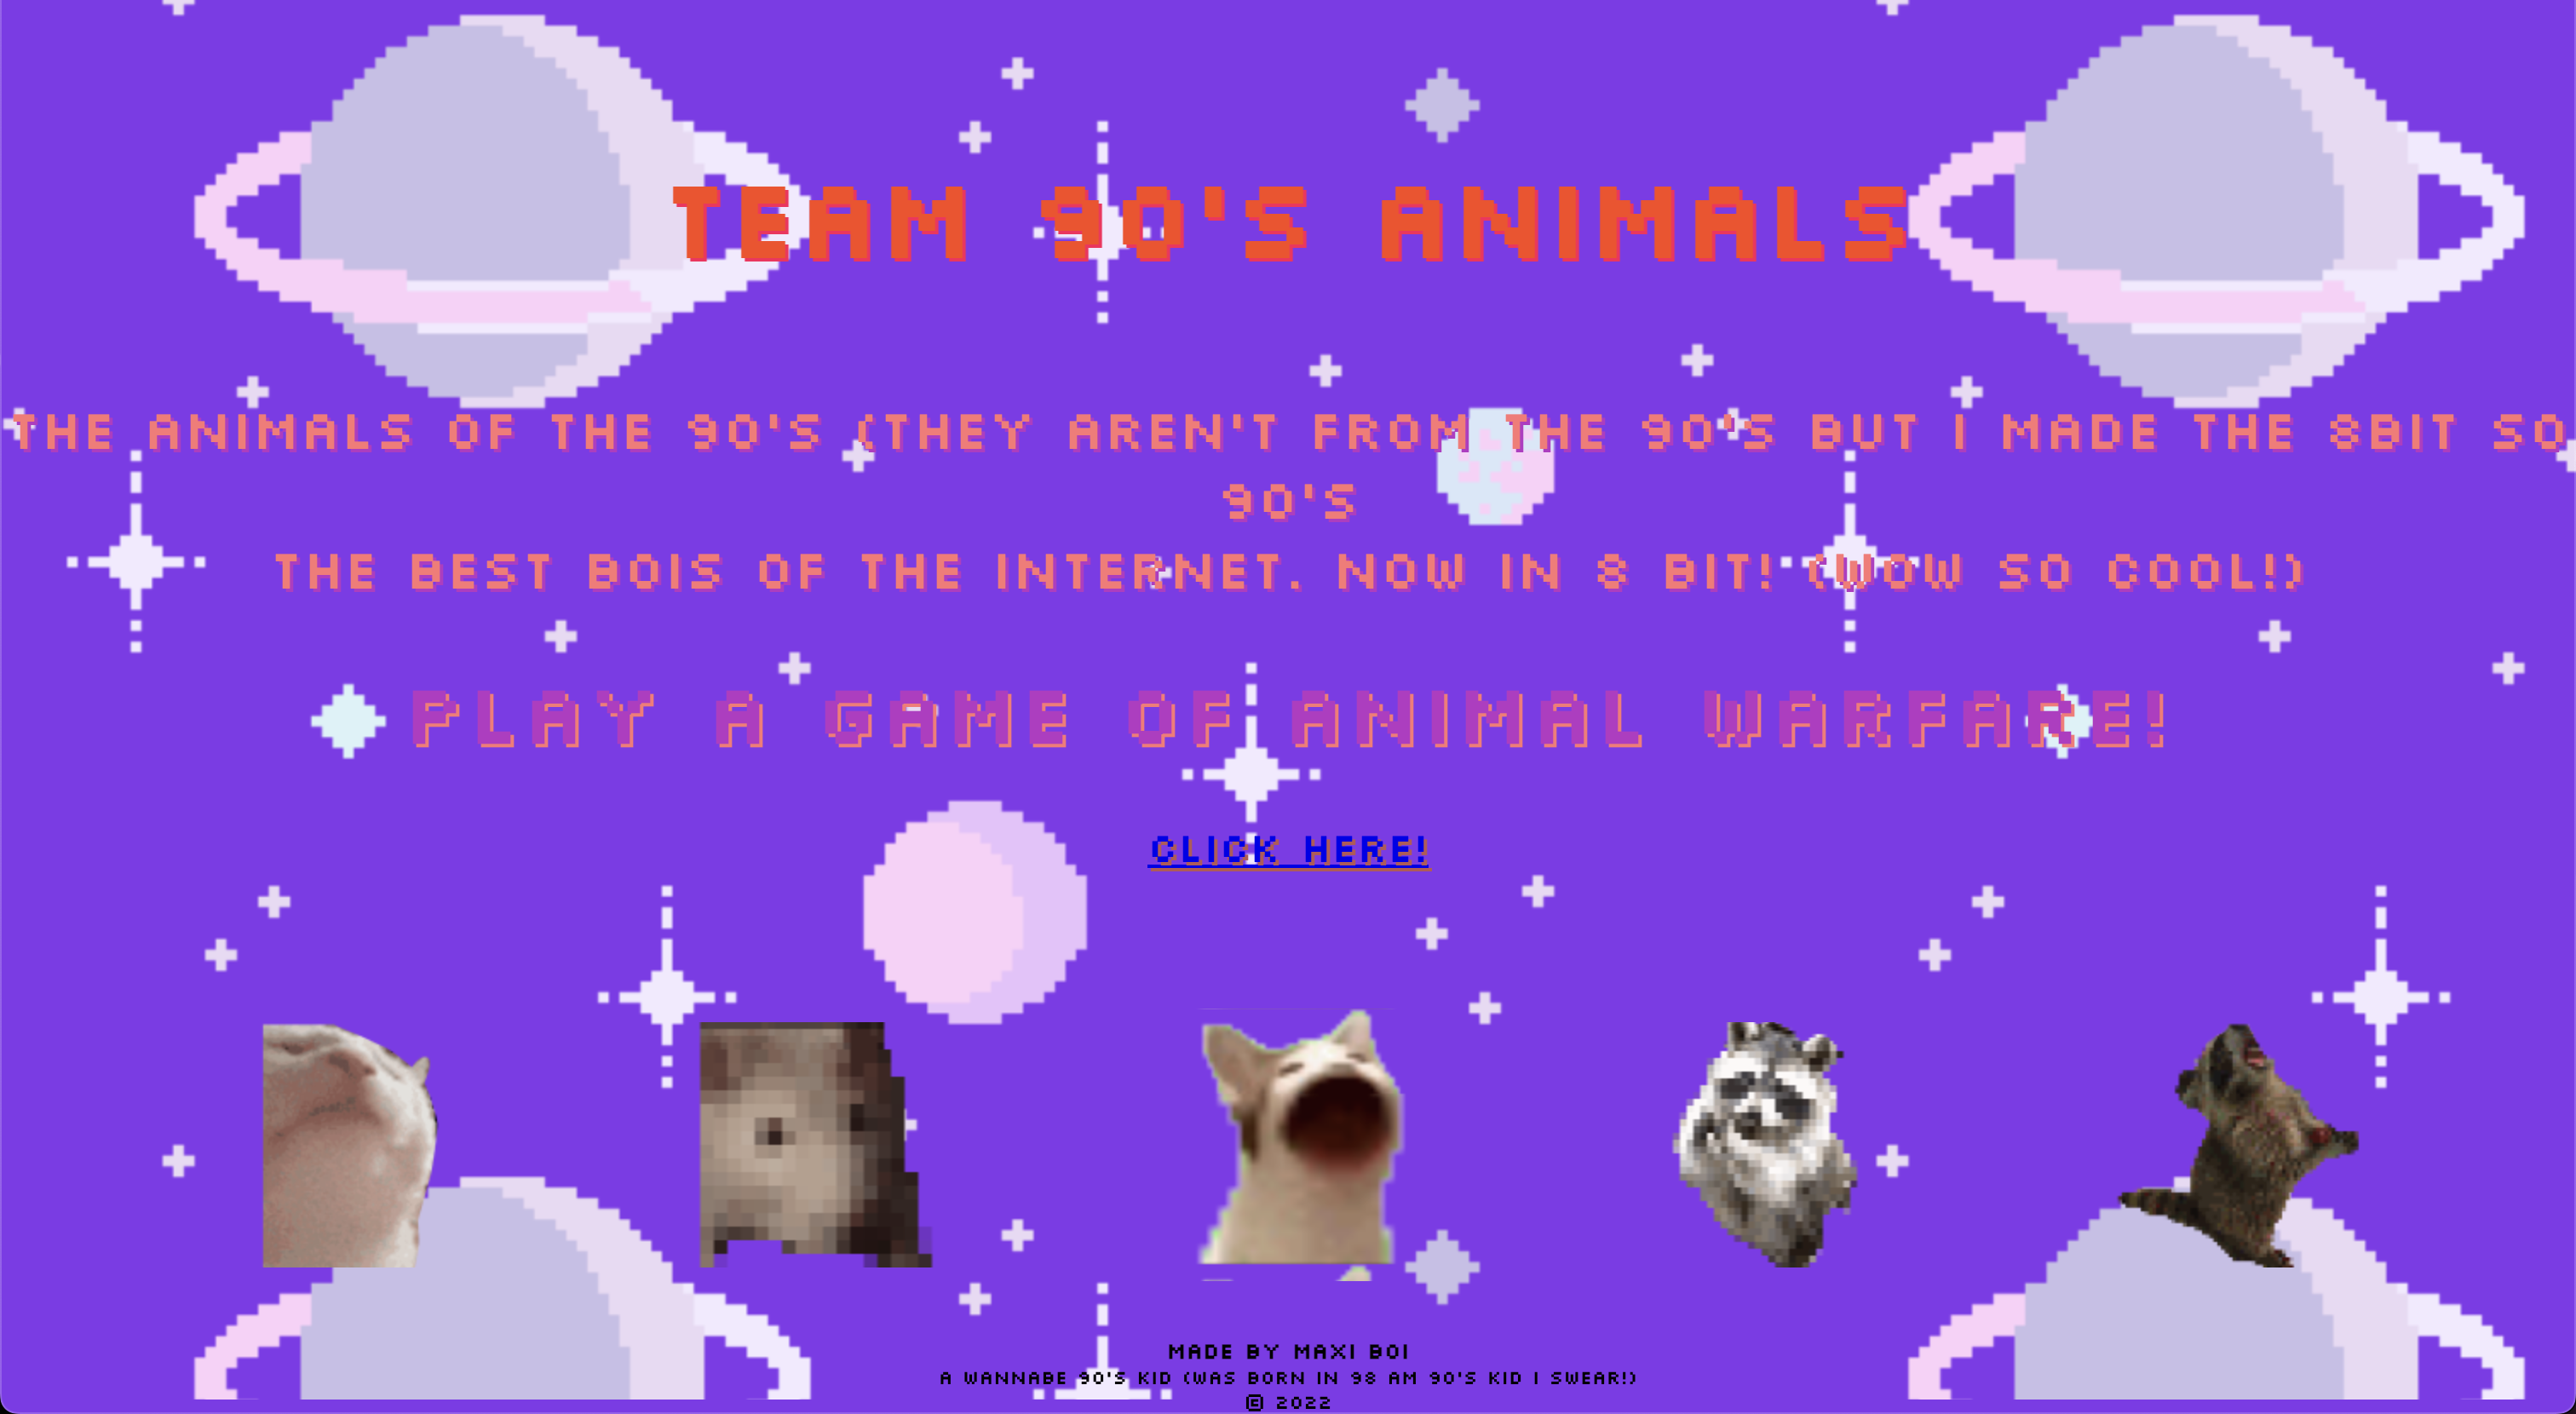 TEAM 90'S ANIMALS
THE ANIMALS OF THE 90'S (THEY AREN'T FROM THE 90'S BUT I MADE THE 8BIT SO
90'S
THE BEST BOIS OF THE INTERNET. NOW IN 8 BIT! (WOW SO COOL!)
PLAY A GAME OF ANIMAL WARFARE!
CLICK HERE!
MADE BY MAXI BOI
A WANNABE 90'S KID (WAS BORN IN 98 AM 90'S KID I SWEAR!)
© 2022